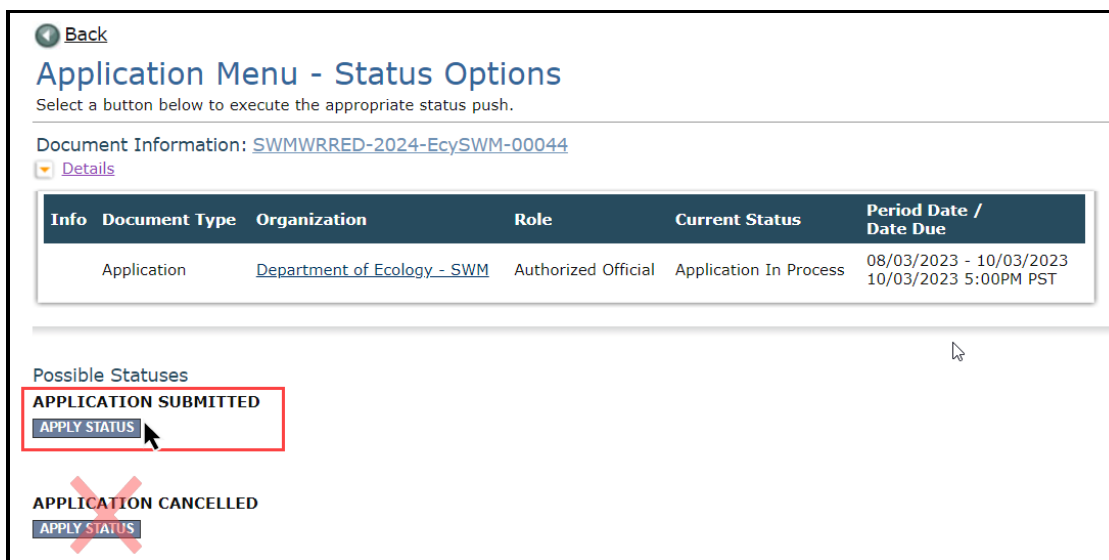 Back
Application Menu - Status Options
Select a button below to execute the appropriate status push.
Document Information: SWMWRRED-2024-EcySWM-00044
Details
Info Document Type Organization Role Current Status Period Date / Date Due
Application Department of Ecology - SWM Authorized Official Application In Process 08/03/2023 - 10/03/2023
10/03/2023 5:00PM PST
Possible Statuses
APPLICATION SUBMITTED
APPLY STATUS
APPLICATION CANCELLED
APPLY STATUS